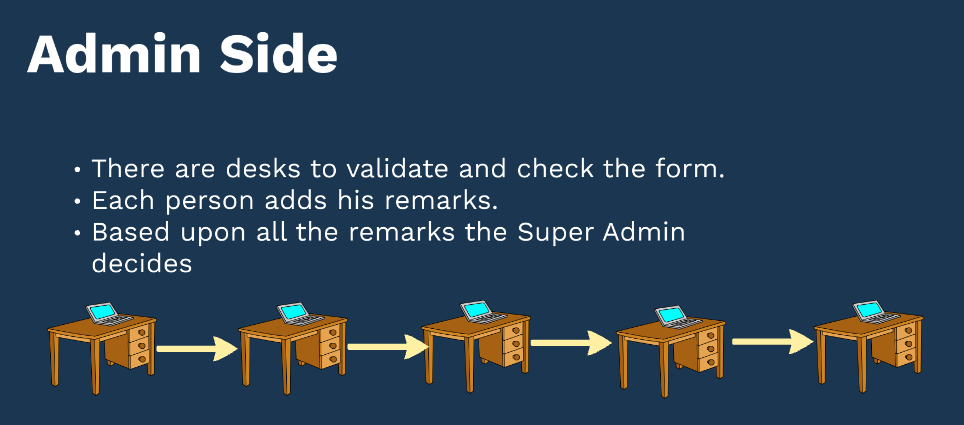 Admin Side
• There are desks to validate and check the form.
• Each person adds his remarks.
• Based upon all the remarks the Super Admin
decides